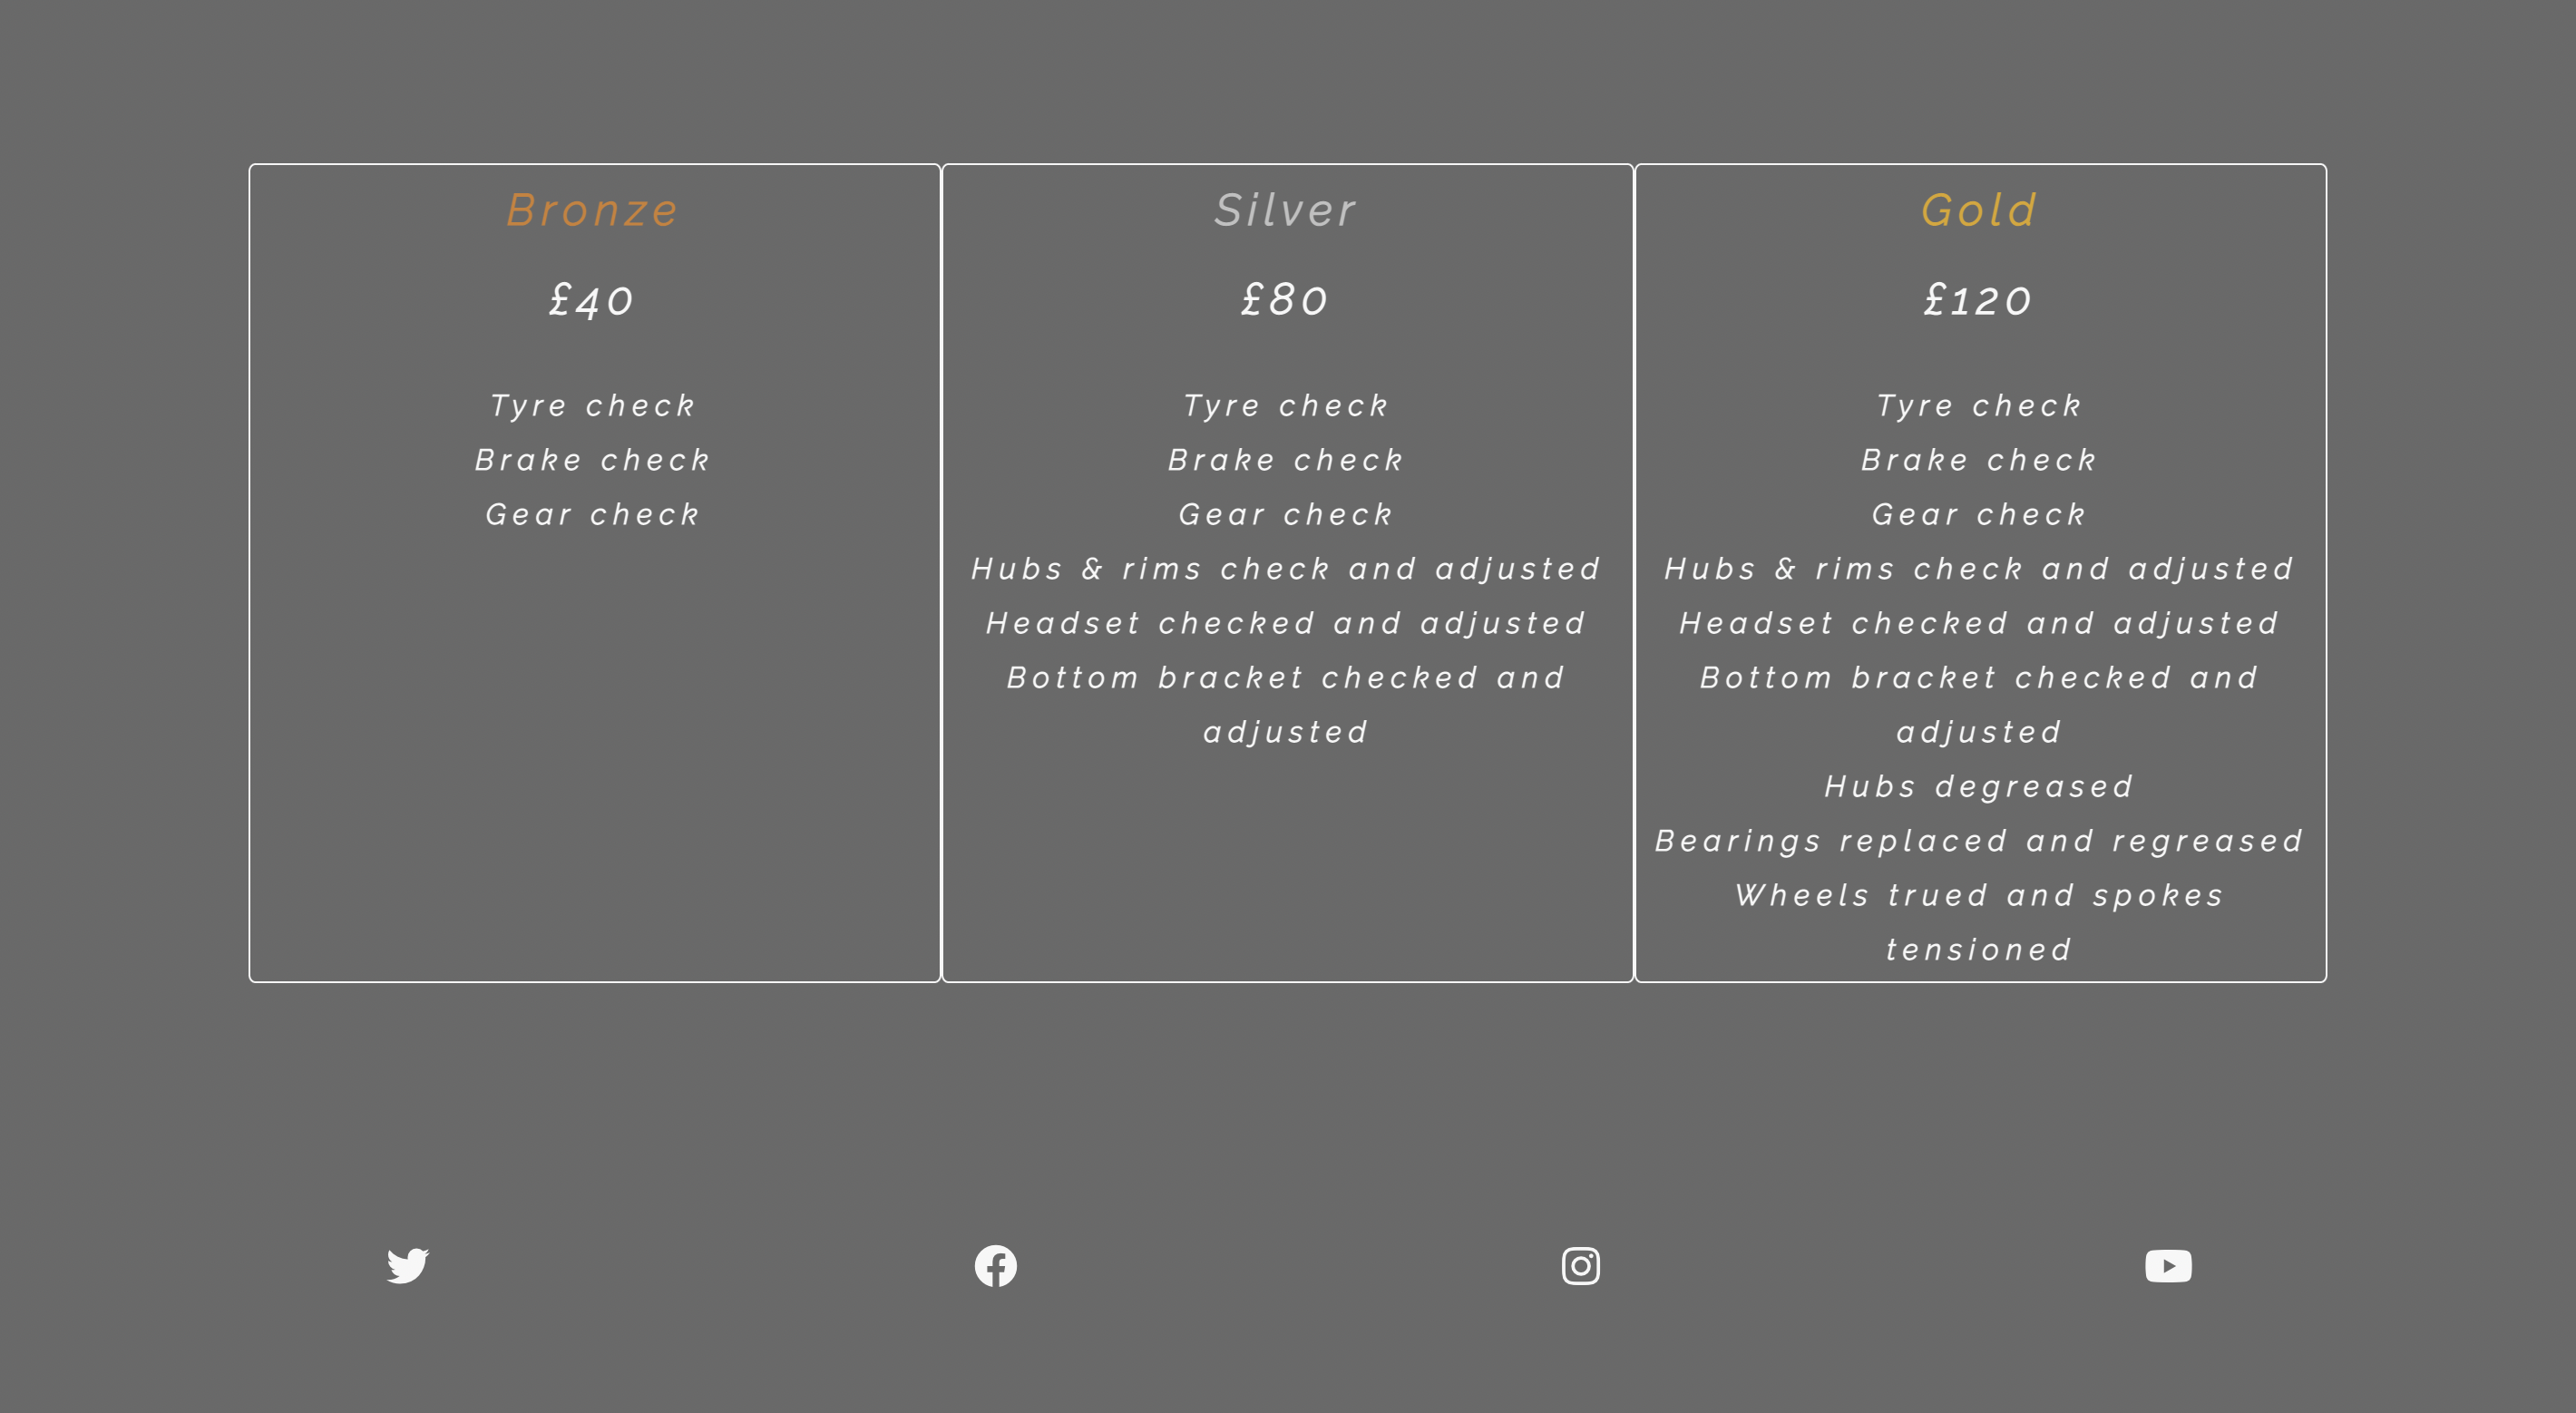 Bronze
£40
Tyre check
Brake check
Gear check
Silver
£80
Tyre check
Brake check
Gear check
Hubs & rims check and adjusted
Headset checked and adjusted
Bottom bracket checked and
adjusted
Gold
£120
Tyre check
Brake check
Gear check
Hubs & rims check and adjusted
Headset checked and adjusted
Bottom bracket checked and
adjusted
Hubs degreased
Bearings replaced and regreased
Wheels trued and spokes
tensioned